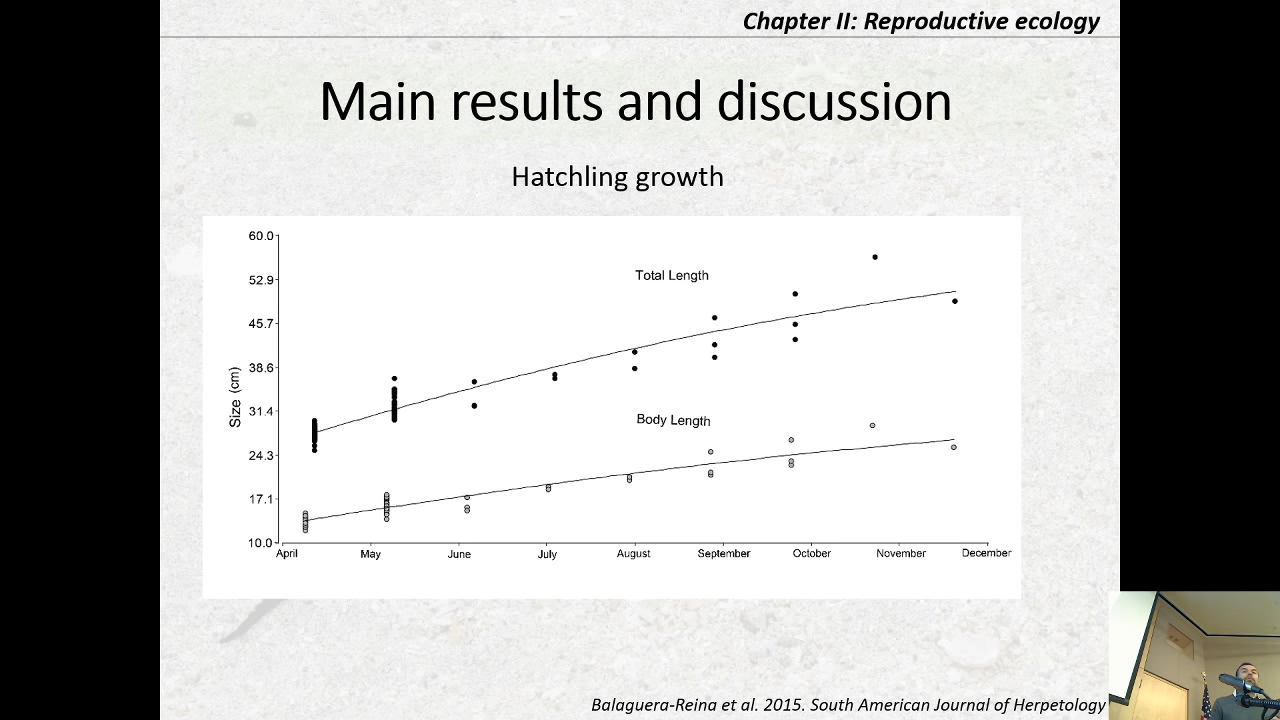 Chapter II: Reproductive ecology
Main results and discussion
Hatchling growth
60.0
52.9
45.7
38.6
31.4
24.3
17.1
10.0
Size (cm)
Total Length
Body Length
April May June July August September October November December
Balaguera-Reina et al. 2015. South American Journal of Herpetology